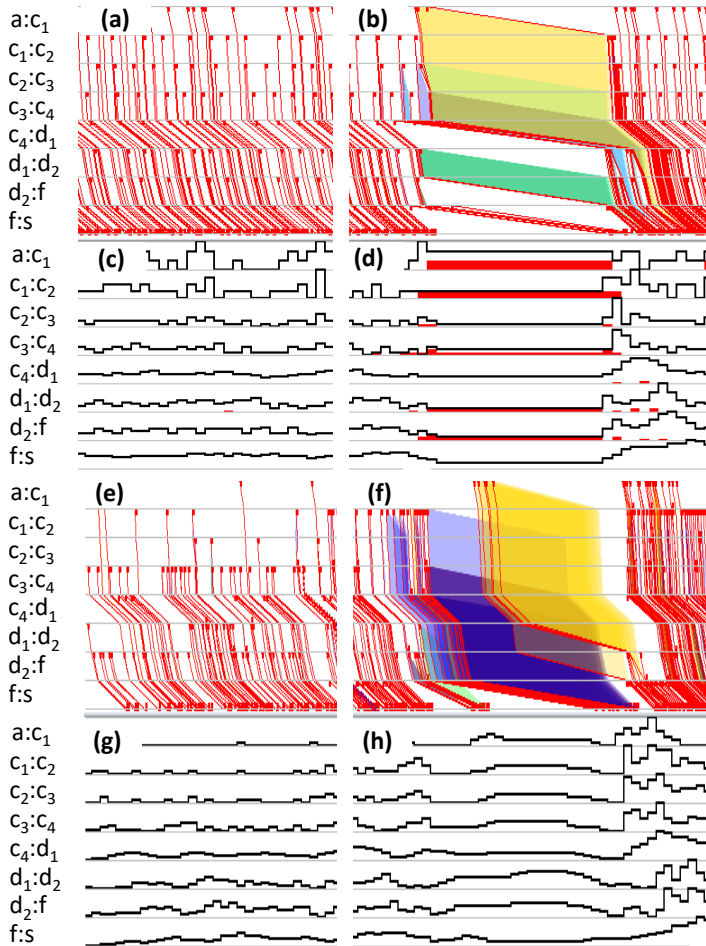 (a) (b)
a:c₁
c₁:c₂
c₂:c₃
c₃:c₄
c₄:d₁
d₁:d₂
d₂:f
f:s
(c) (d)
a:c₁
c₁:c₂
c₂:c₃
c₃:c₄
c₄:d₁
d₁:d₂
d₂:f
f:s
(e) (f)
a:c₁
c₁:c₂
c₂:c₃
c₃:c₄
c₄:d₁
d₁:d₂
d₂:f
f:s
(g) (h)
a:c₁
c₁:c₂
c₂:c₃
c₃:c₄
c₄:d₁
d₁:d₂
d₂:f
f:s